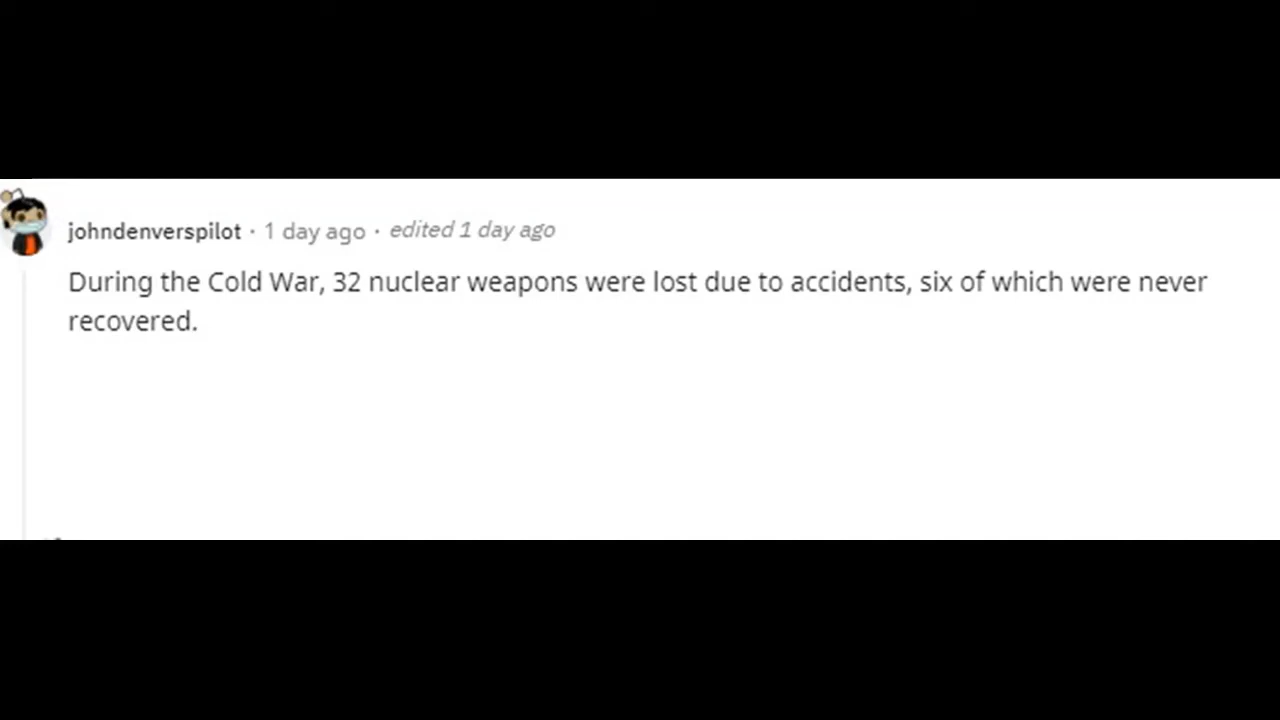 johndenverspilot · 1 day ago · edited 1 day ago
During the Cold War, 32 nuclear weapons were lost due to accidents, six of which were never
recovered.